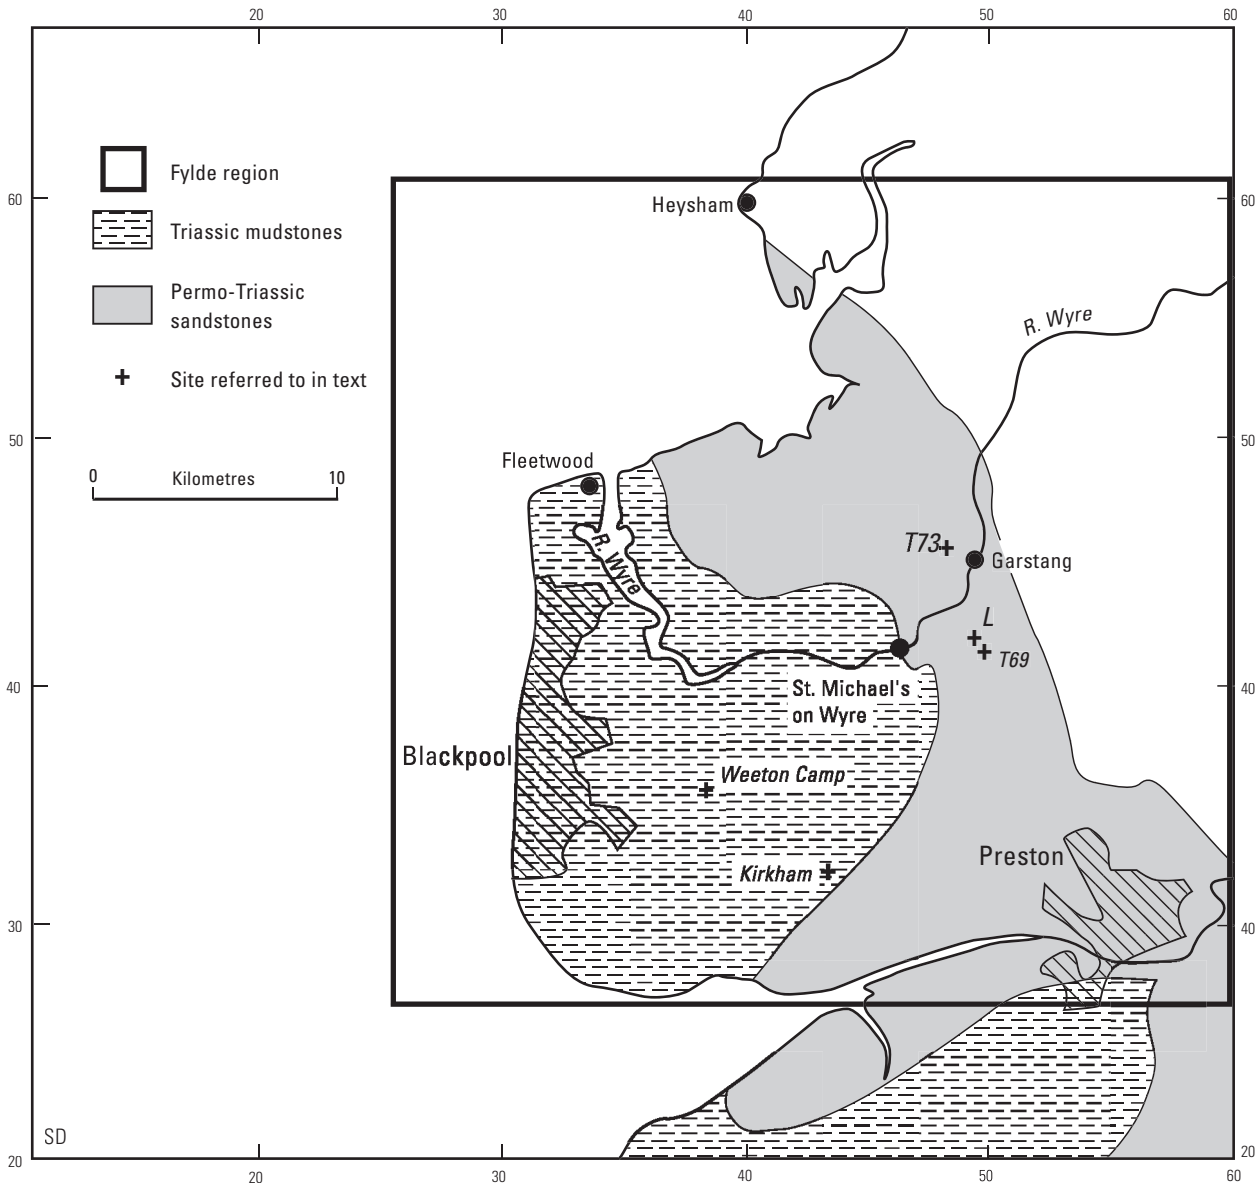 20
30
40
50
60
Fylde region
60
Heysham
60
Triassic mudstones
Permo-Triassic
sandstones
R. Wyre
Site referred to in text
50
50
Fleetwood
0
Kilometres
10
R. Wyre
T73
Garstang
L
T69
40
St. Michael's
on Wyre
40
Blackpool
Weeton Camp
Preston
Kirkham
30
40
SD
20
20
20
30
40
50
60